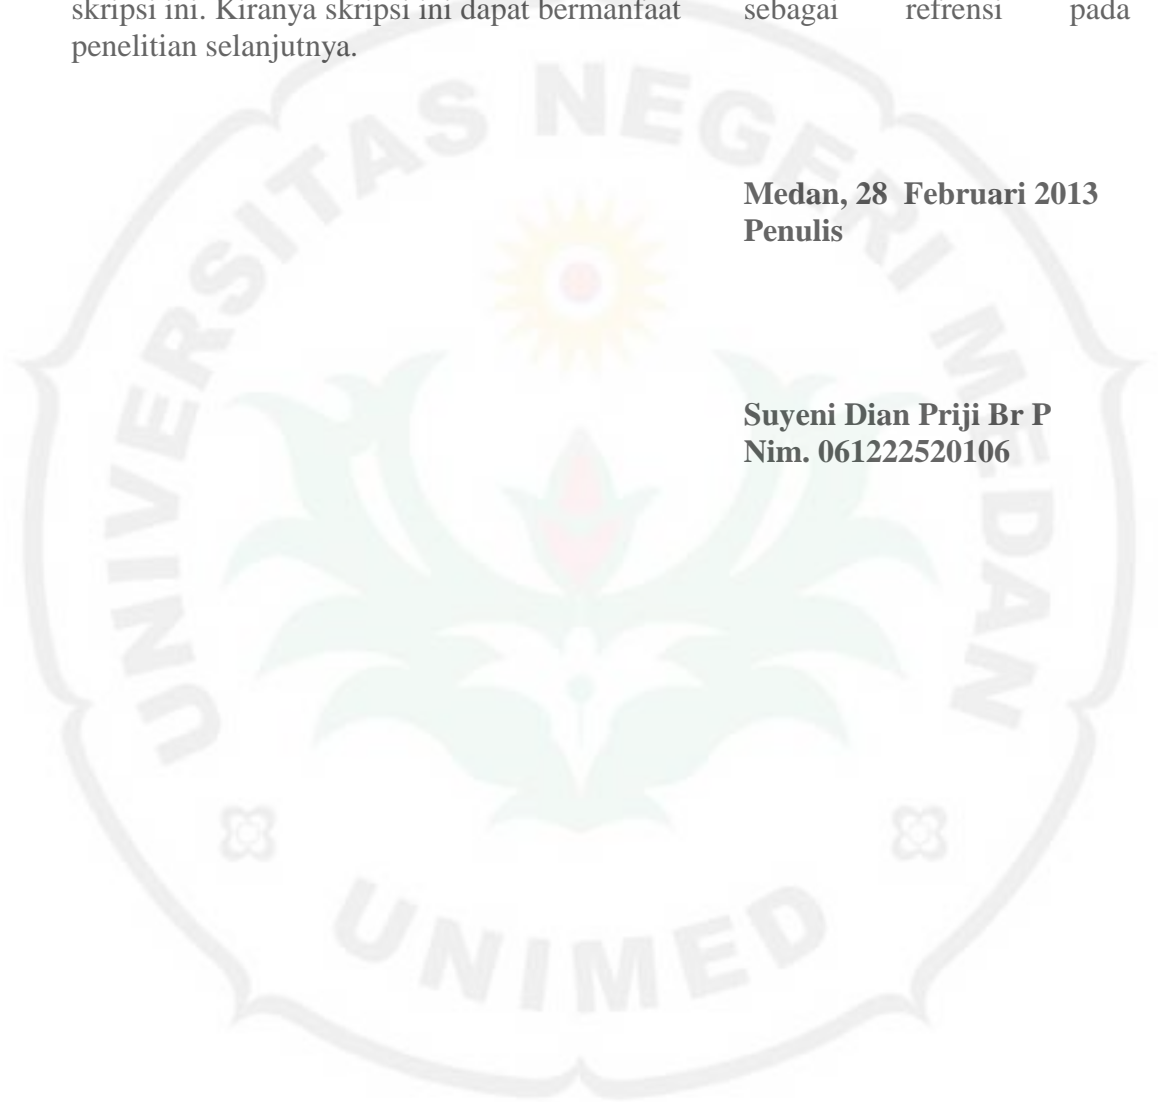 skripsi ini. Kiranya skripsi ini dapat bermanfaat sebagai refrensi pada
penelitian selanjutnya.
Medan, 28 Februari 2013
Penulis
Suyeni Dian Priji Br P
Nim. 061222520106
UNIVERSITAS NEGERI MEDAN
UNIMED